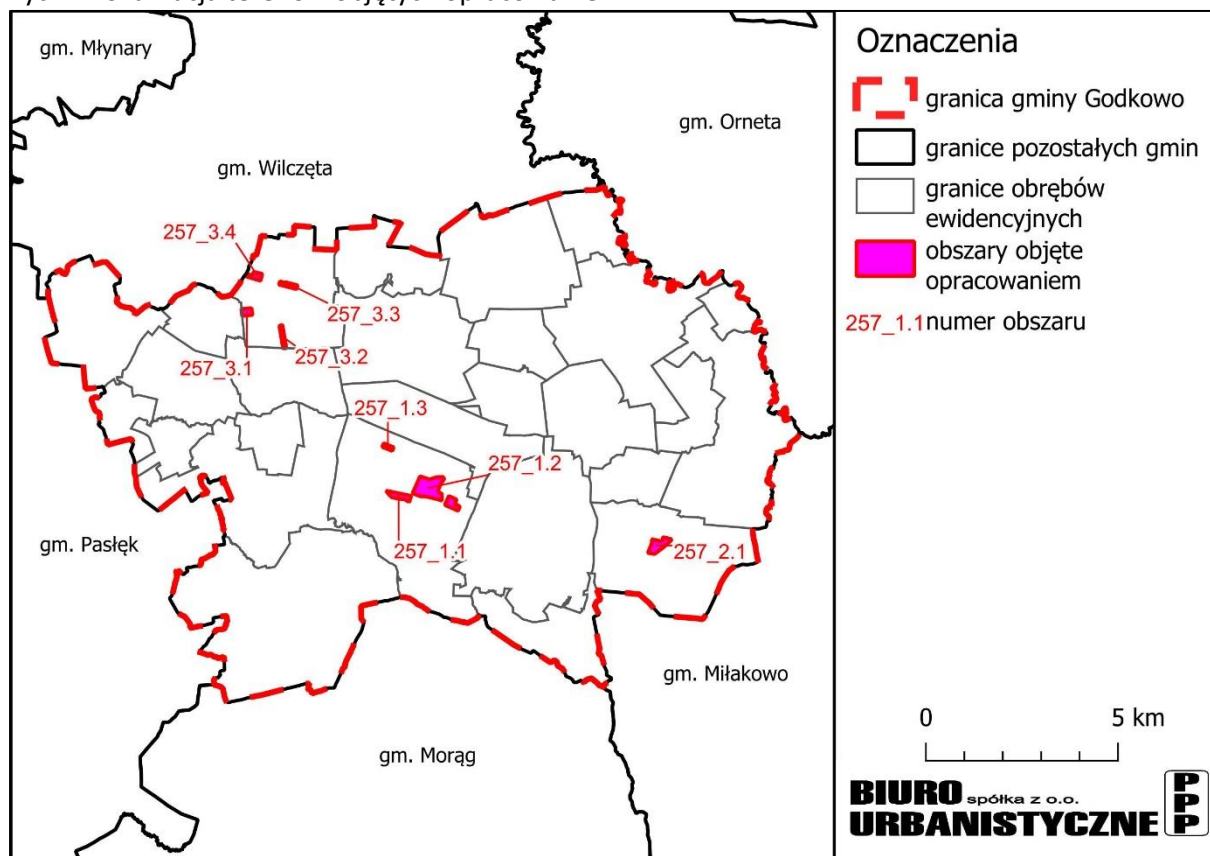 gm. Młynary
gm. Orneta
gm. Wilczęta
257_3.4
257_3.3
257_3.1
257_3.2
257_1.3
257_1.2
257_1.1
257_2.1
gm. Pasłęk
gm. Miłakowo
gm. Morąg
Oznaczenia
granica gminy Godkowo
granice pozostałych gmin
granice obrębów
ewidencyjnych
obszary objęte
opracowaniem
257_1.1 numer obszaru
0 5 km
BIURO spółka z o.o.
URBANISTYCZNE
P
P
P